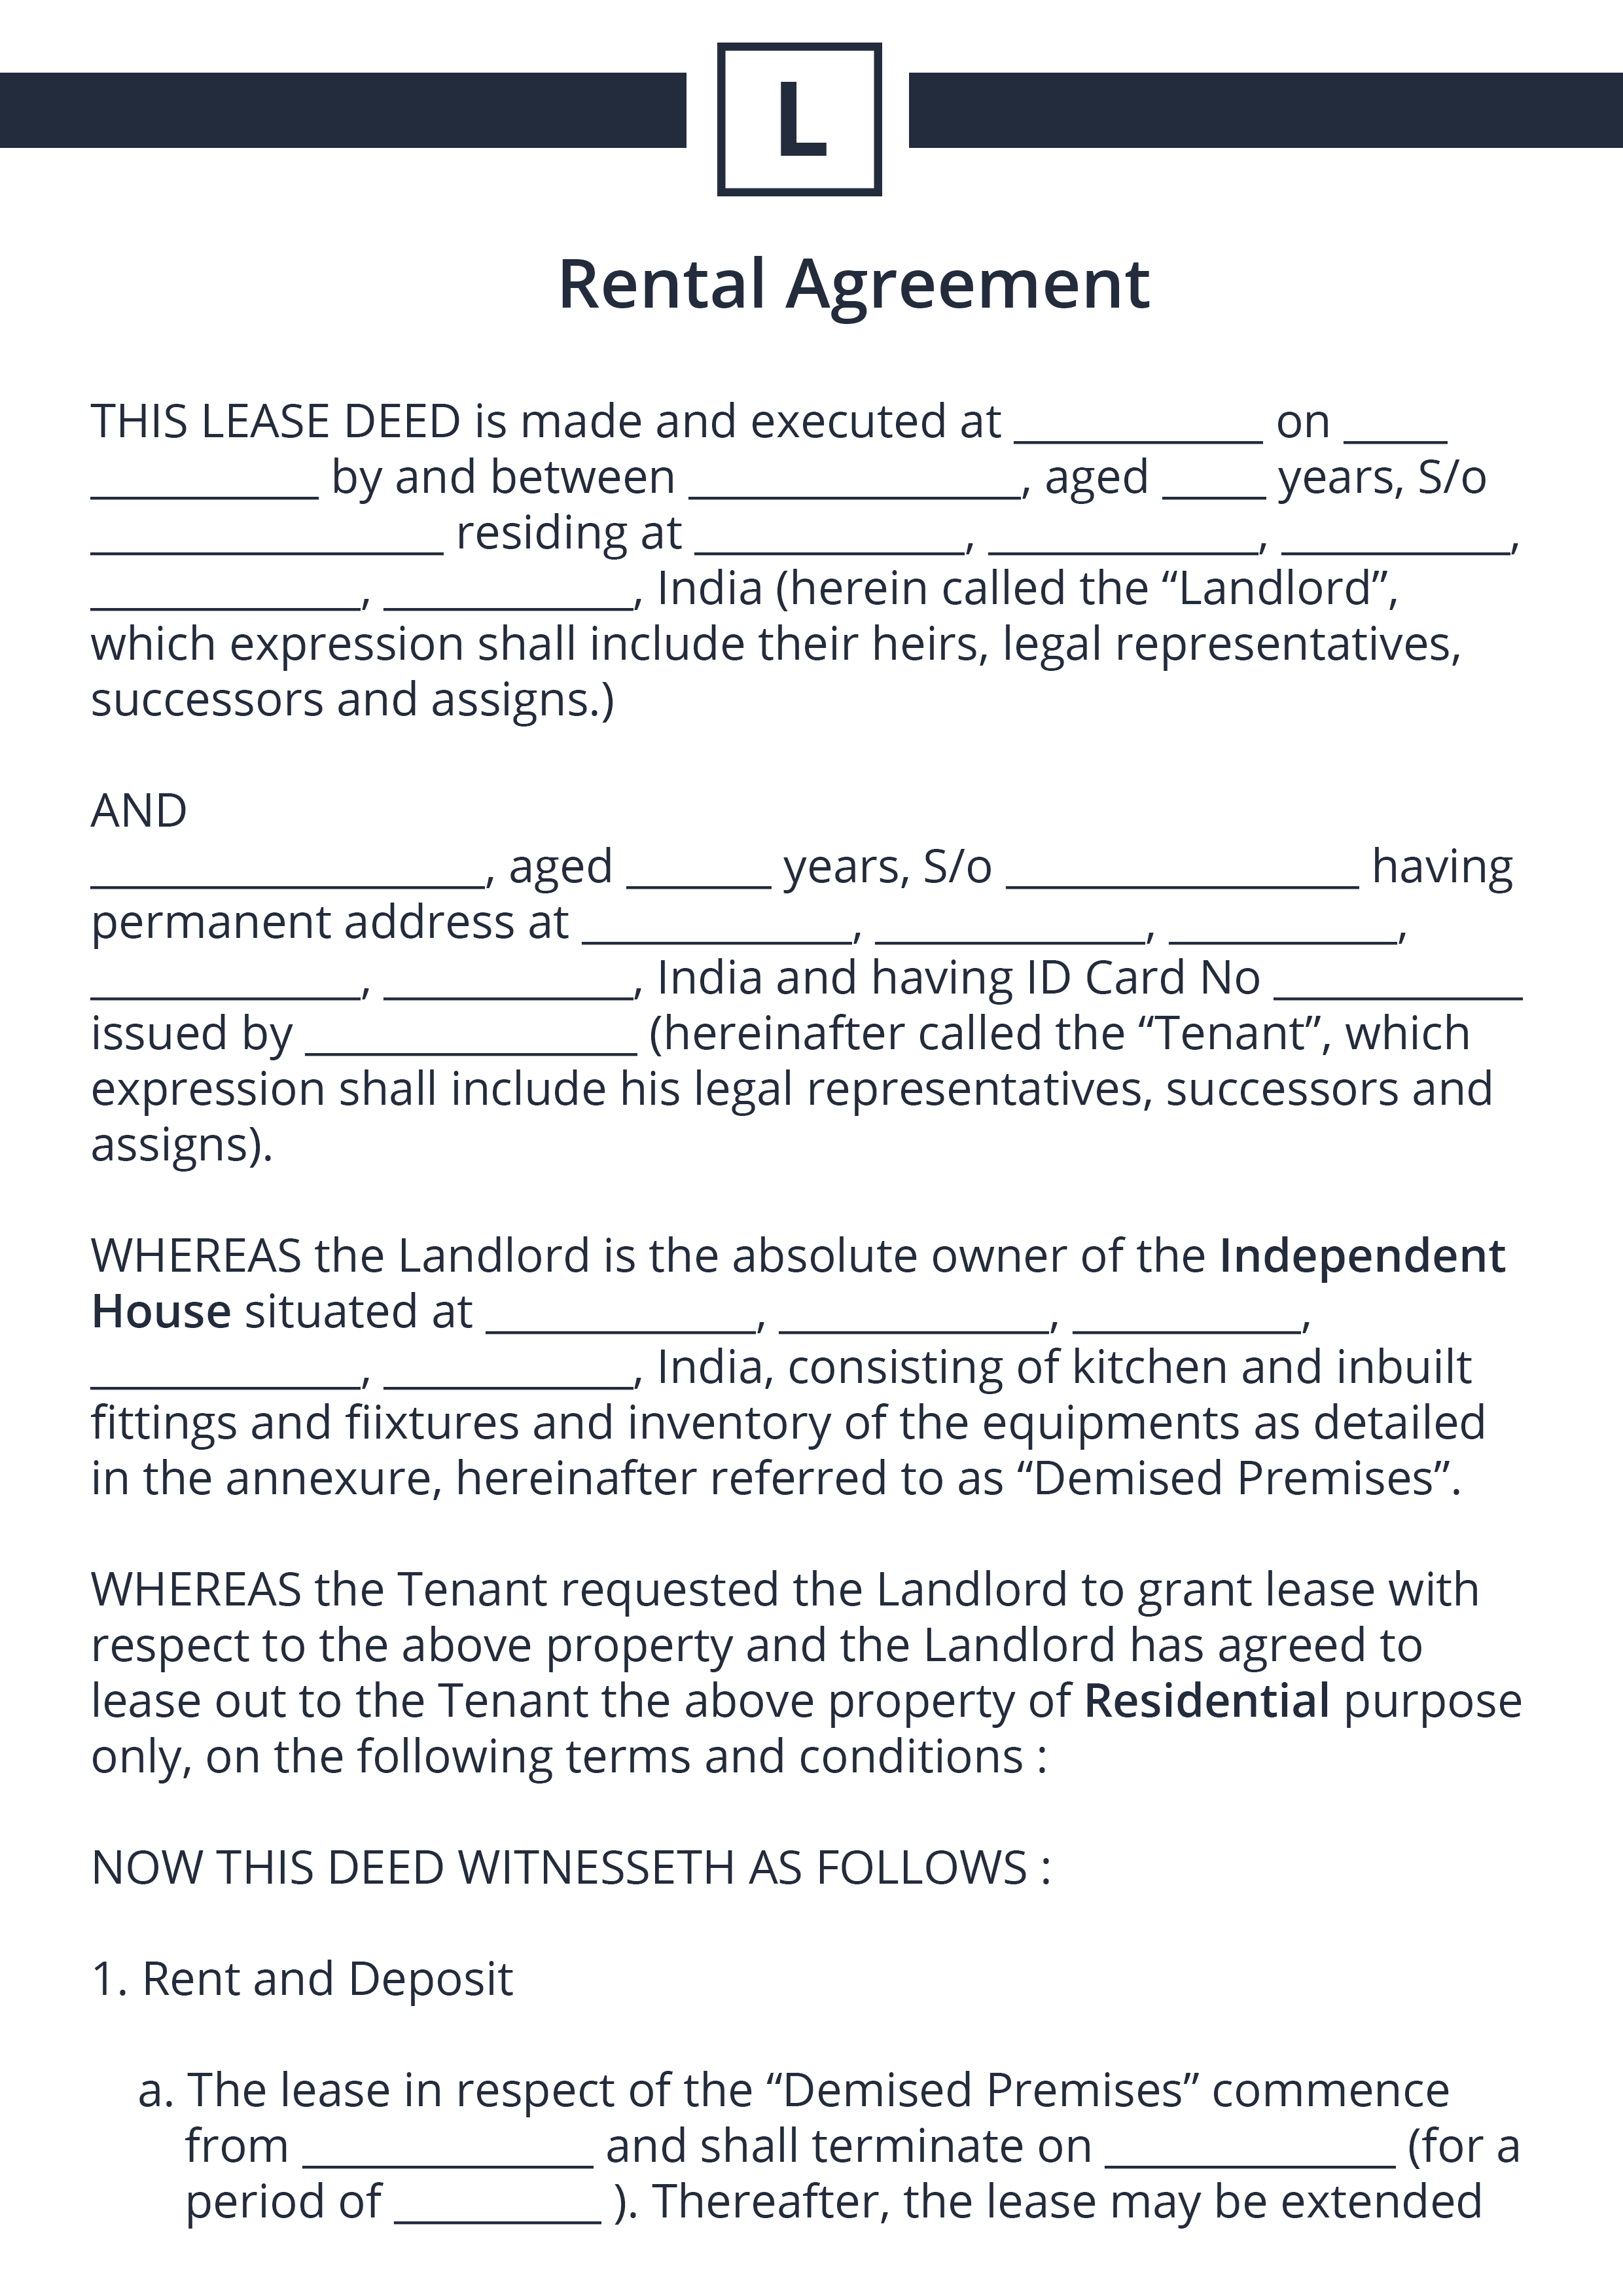 L
Rental Agreement
THIS LEASE DEED is made and executed at ____________ on _____
___________ by and between ________________, aged _____ years, S/o
_________________ residing at _____________, _____________, ___________,
_____________, ____________, India (herein called the “Landlord”,
which expression shall include their heirs, legal representatives,
successors and assigns.)
AND
___________________, aged _______ years, S/o _________________ having
permanent address at _____________, _____________, ___________,
_____________, ____________, India and having ID Card No ____________
issued by ________________ (hereinafter called the “Tenant”, which
expression shall include his legal representatives, successors and
assigns).
WHEREAS the Landlord is the absolute owner of the Independent
House situated at _____________, _____________, ___________,
_____________, ____________, India, consisting of kitchen and inbuilt
fittings and fiixtures and inventory of the equipments as detailed
in the annexure, hereinafter referred to as “Demised Premises”.
WHEREAS the Tenant requested the Landlord to grant lease with
respect to the above property and the Landlord has agreed to
lease out to the Tenant the above property of Residential purpose
only, on the following terms and conditions :
NOW THIS DEED WITNESSETH AS FOLLOWS :
1. Rent and Deposit
a. The lease in respect of the “Demised Premises” commence
from ______________ and shall terminate on ______________ (for a
period of __________ ). Thereafter, the lease may be extended